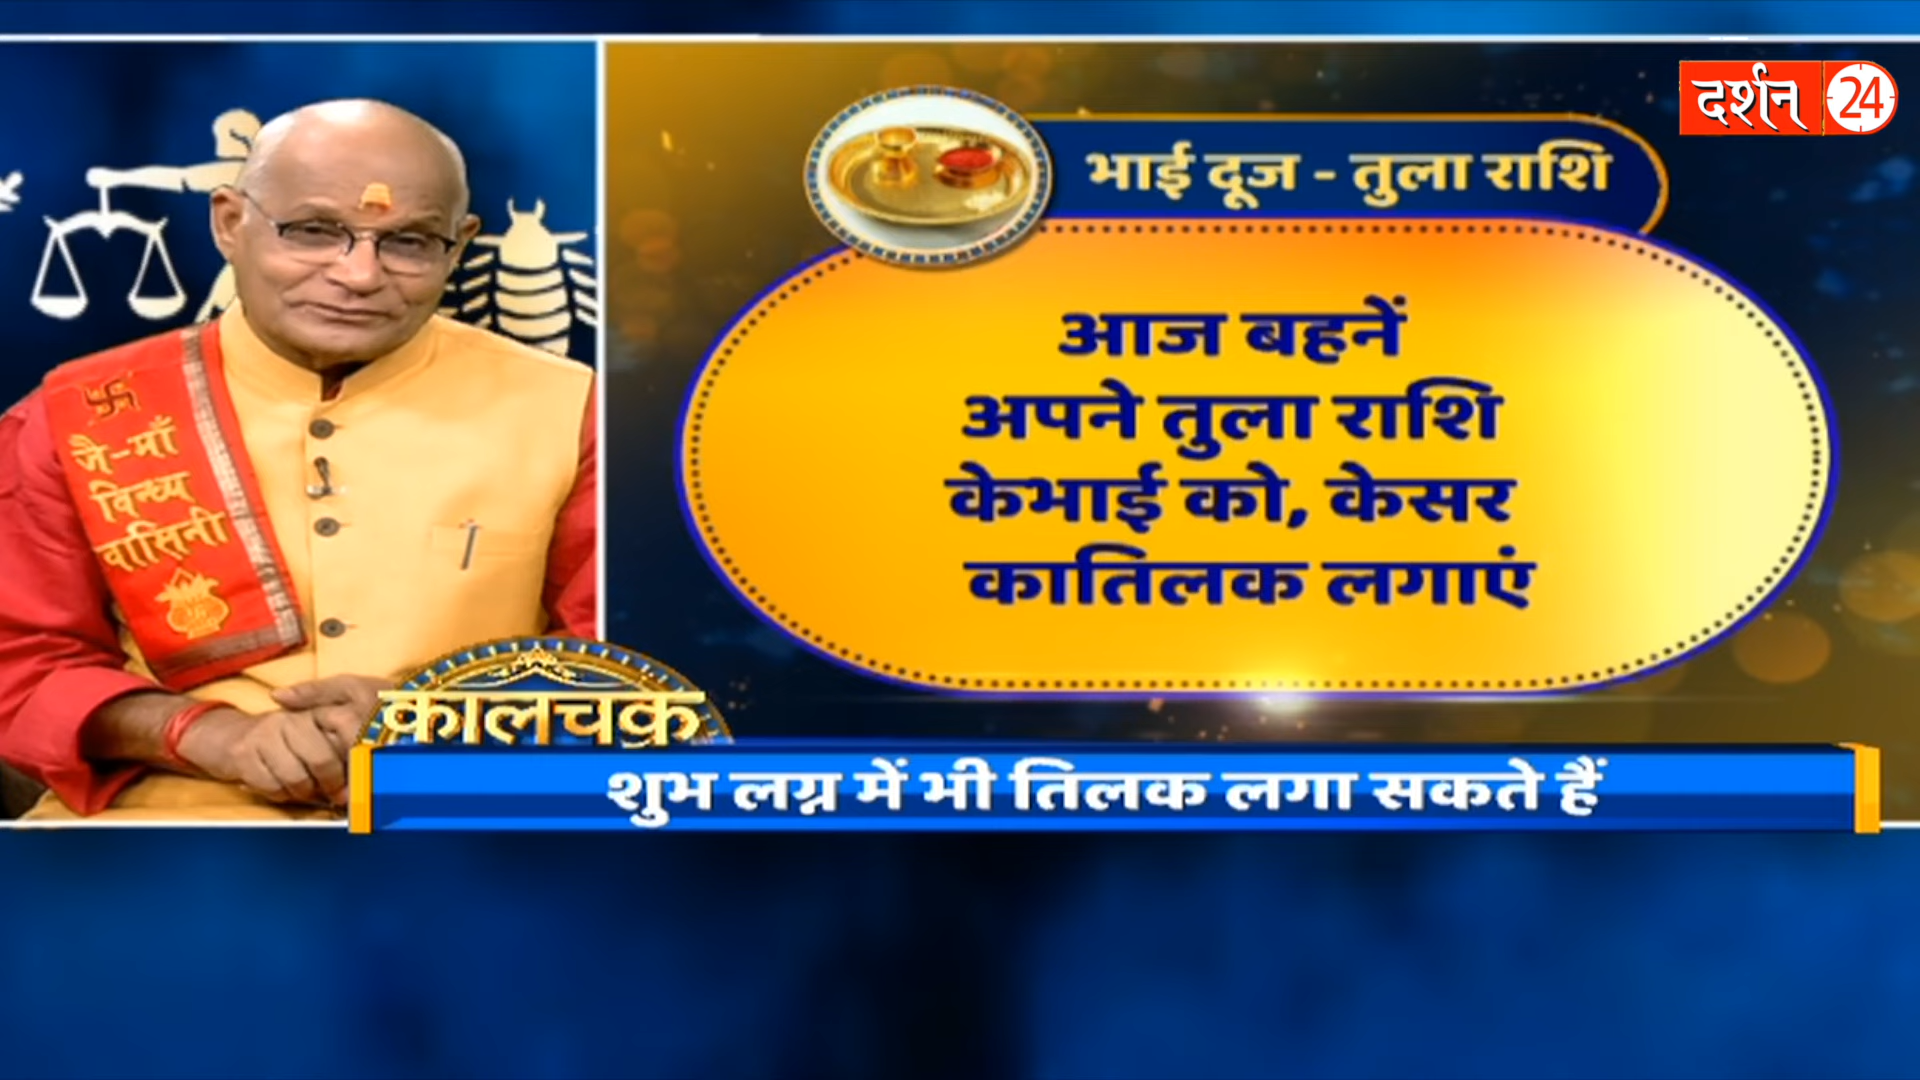 दर्शन 24
भाई दूज - तुला राशि
आज बहनें
अपने तुला राशि
केभाई को, केसर
कातिलक लगाएं
जै-माँ
विन्ध्य
वासिनी
कालचक्र
शुभ लग्न में भी तिलक लगा सकते हैं